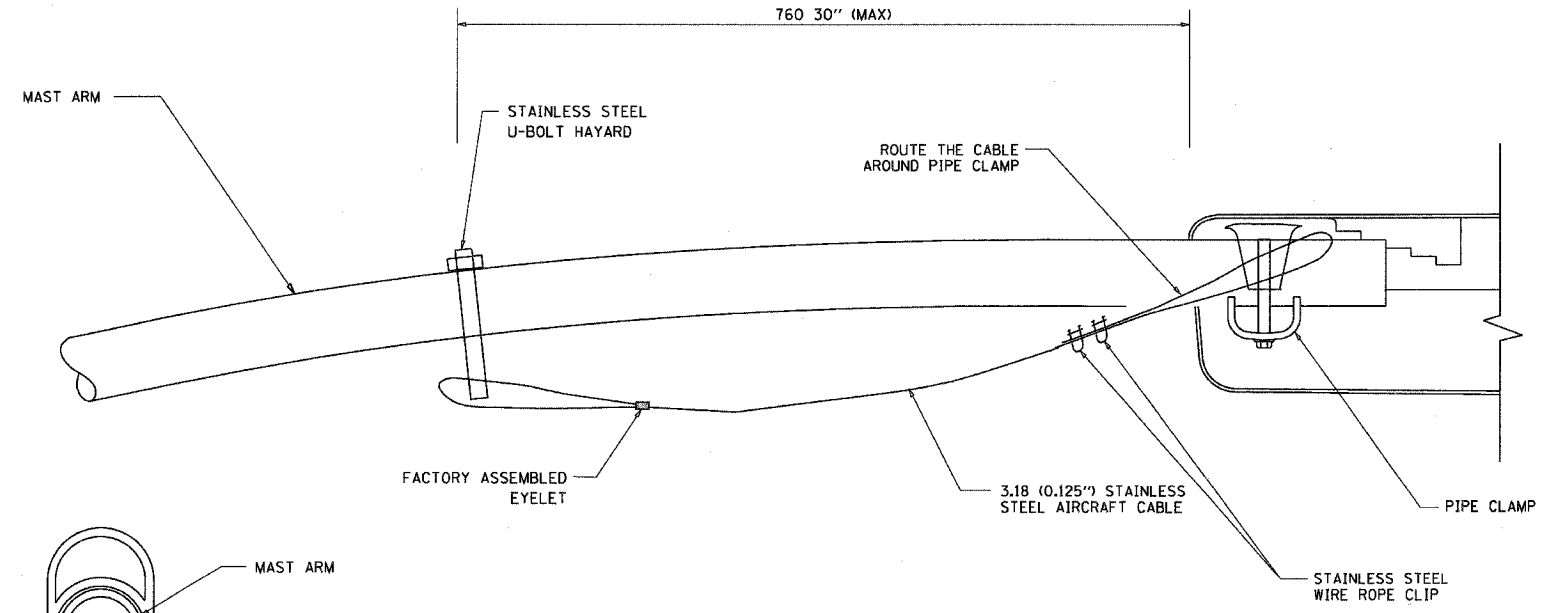 760 30" (MAX)
MAST ARM
STAINLESS STEEL
U-BOLT HAYARD
ROUTE THE CABLE
AROUND PIPE CLAMP
FACTORY ASSEMBLED
EYELET
3.18 (0.125") STAINLESS
STEEL AIRCRAFT CABLE
PIPE CLAMP
MAST ARM
STAINLESS STEEL
WIRE ROPE CLIP